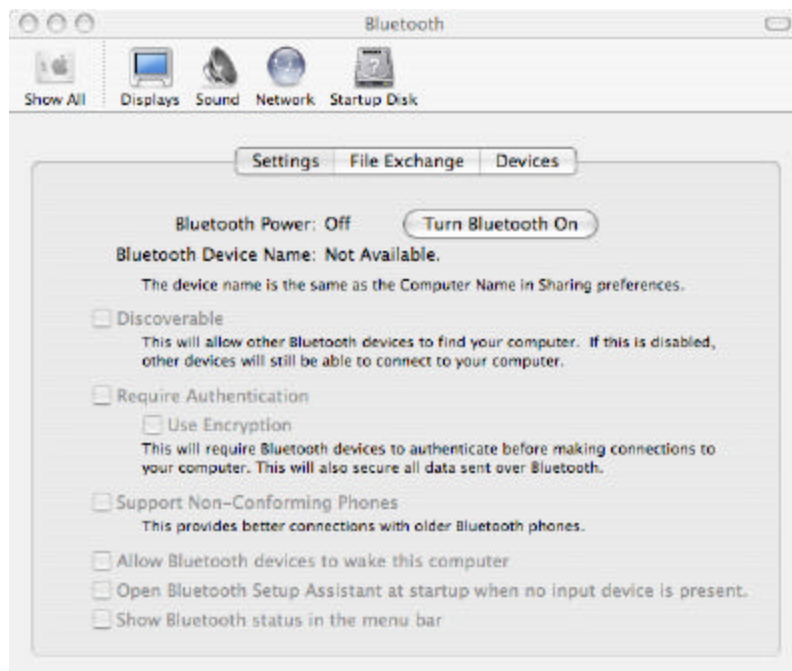 Bluetooth
Show All Displays Sound Network Startup Disk
Settings File Exchange Devices
Bluetooth Power: Off Turn Bluetooth On
Bluetooth Device Name: Not Available.
The device name is the same as the Computer Name in Sharing preferences.
Discoverable
This will allow other Bluetooth devices to find your computer. If this is disabled,
other devices will still be able to connect to your computer.
Require Authentication
Use Encryption
This will require Bluetooth devices to authenticate before making connections to
your computer. This will also secure all data sent over Bluetooth.
Support Non-Conforming Phones
This provides better connections with older Bluetooth phones.
Allow Bluetooth devices to wake this computer
Open Bluetooth Setup Assistant at startup when no input device is present.
Show Bluetooth status in the menu bar